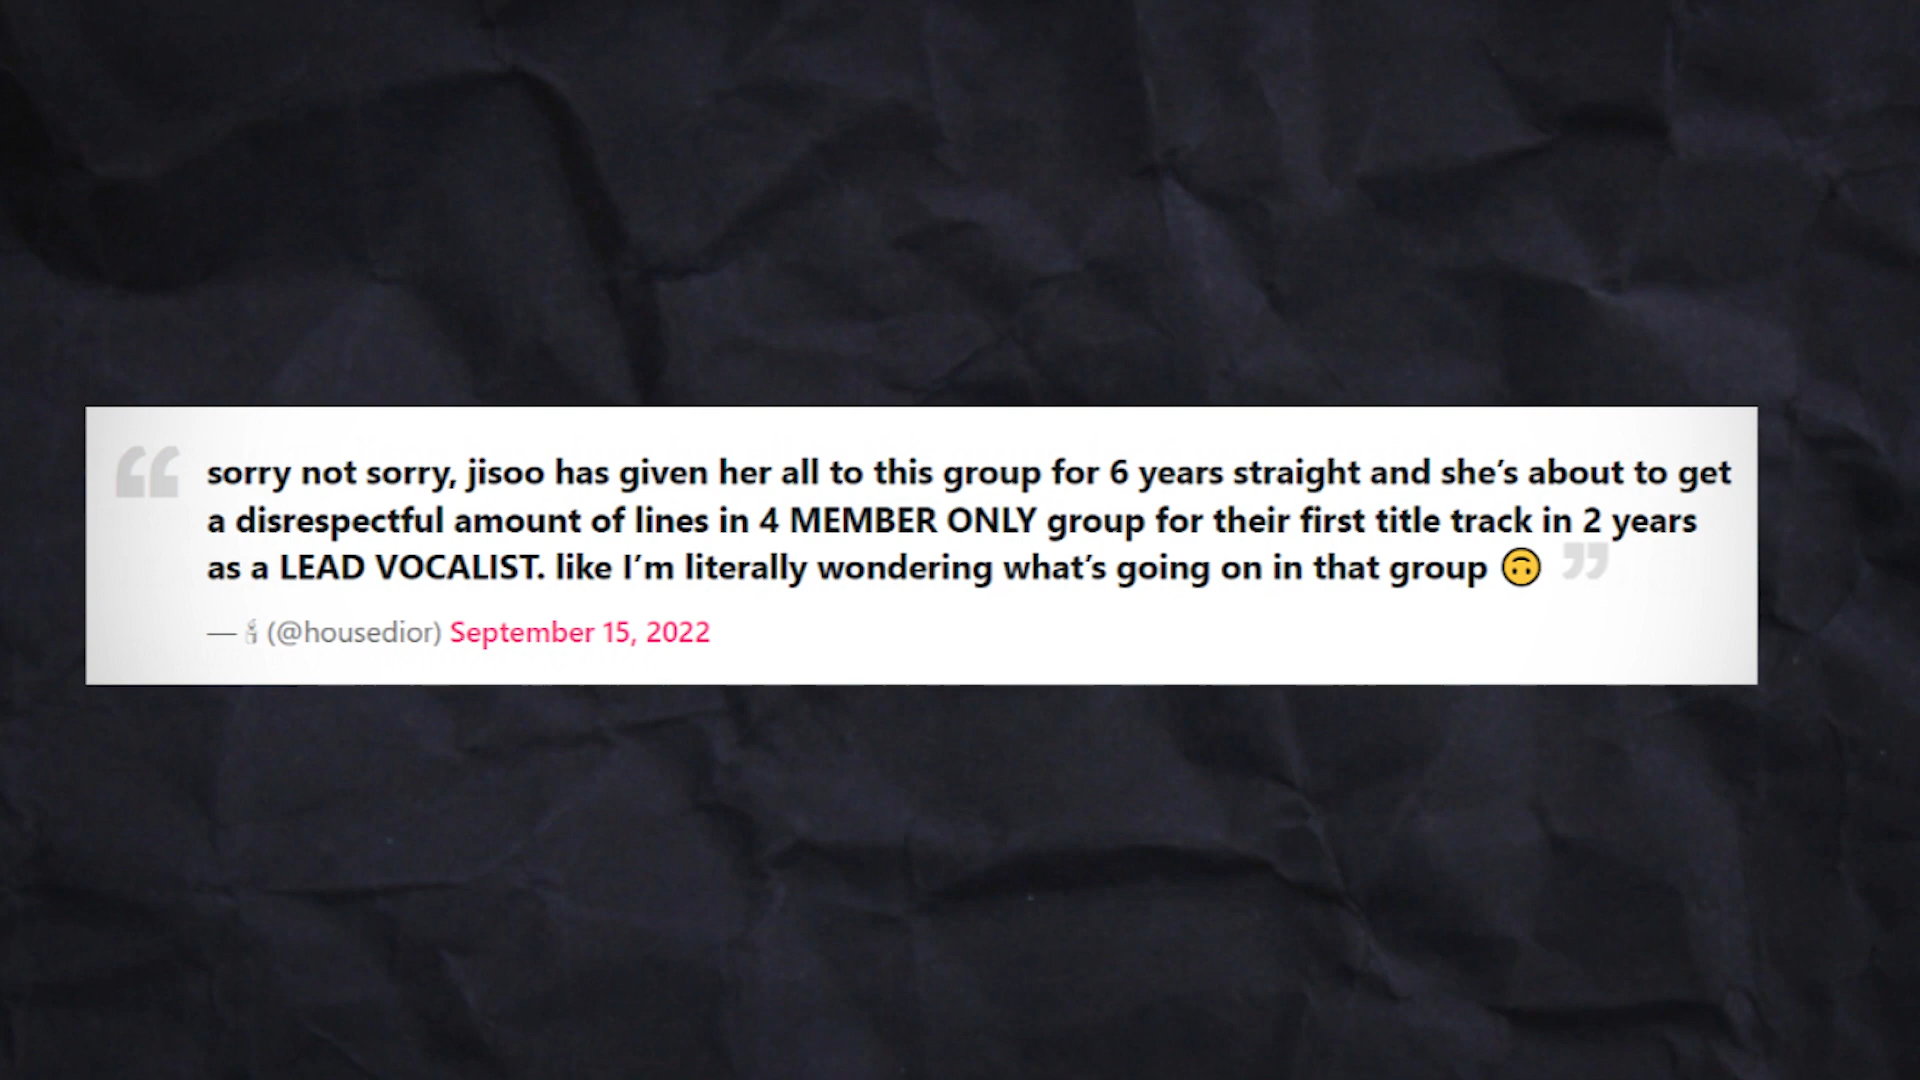 “ sorry not sorry, jisoo has given her all to this group for 6 years straight and she’s about to get
a disrespectful amount of lines in 4 MEMBER ONLY group for their first title track in 2 years
as a LEAD VOCALIST. like I’m literally wondering what’s going on in that group 🙃 ”
— 🕯 (@housedior) September 15, 2022